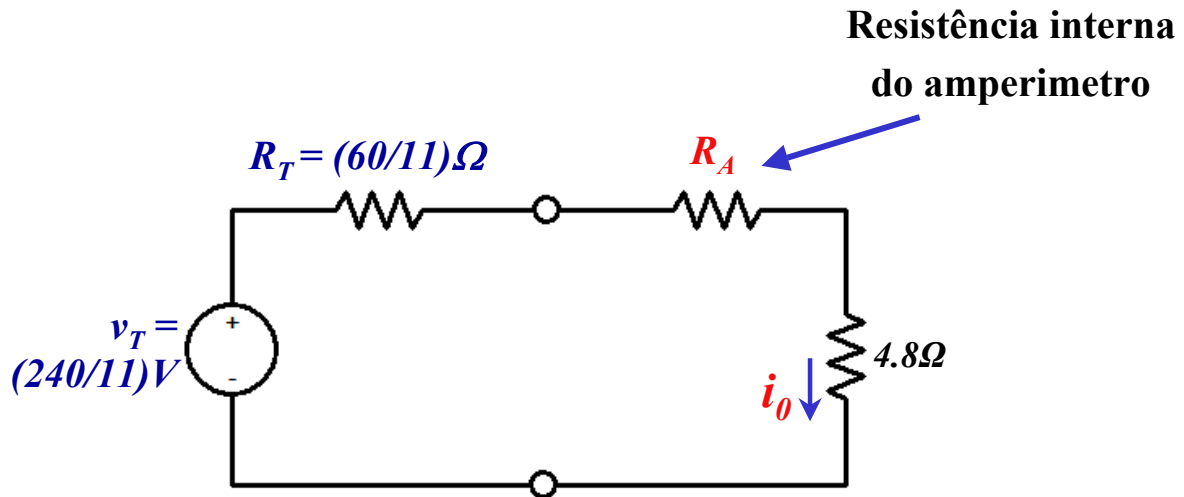 Resistência interna
do amperimetro
R_T = (60/11)Ω
R_A
v_T =
(240/11)V
+
-
4.8Ω
i_0